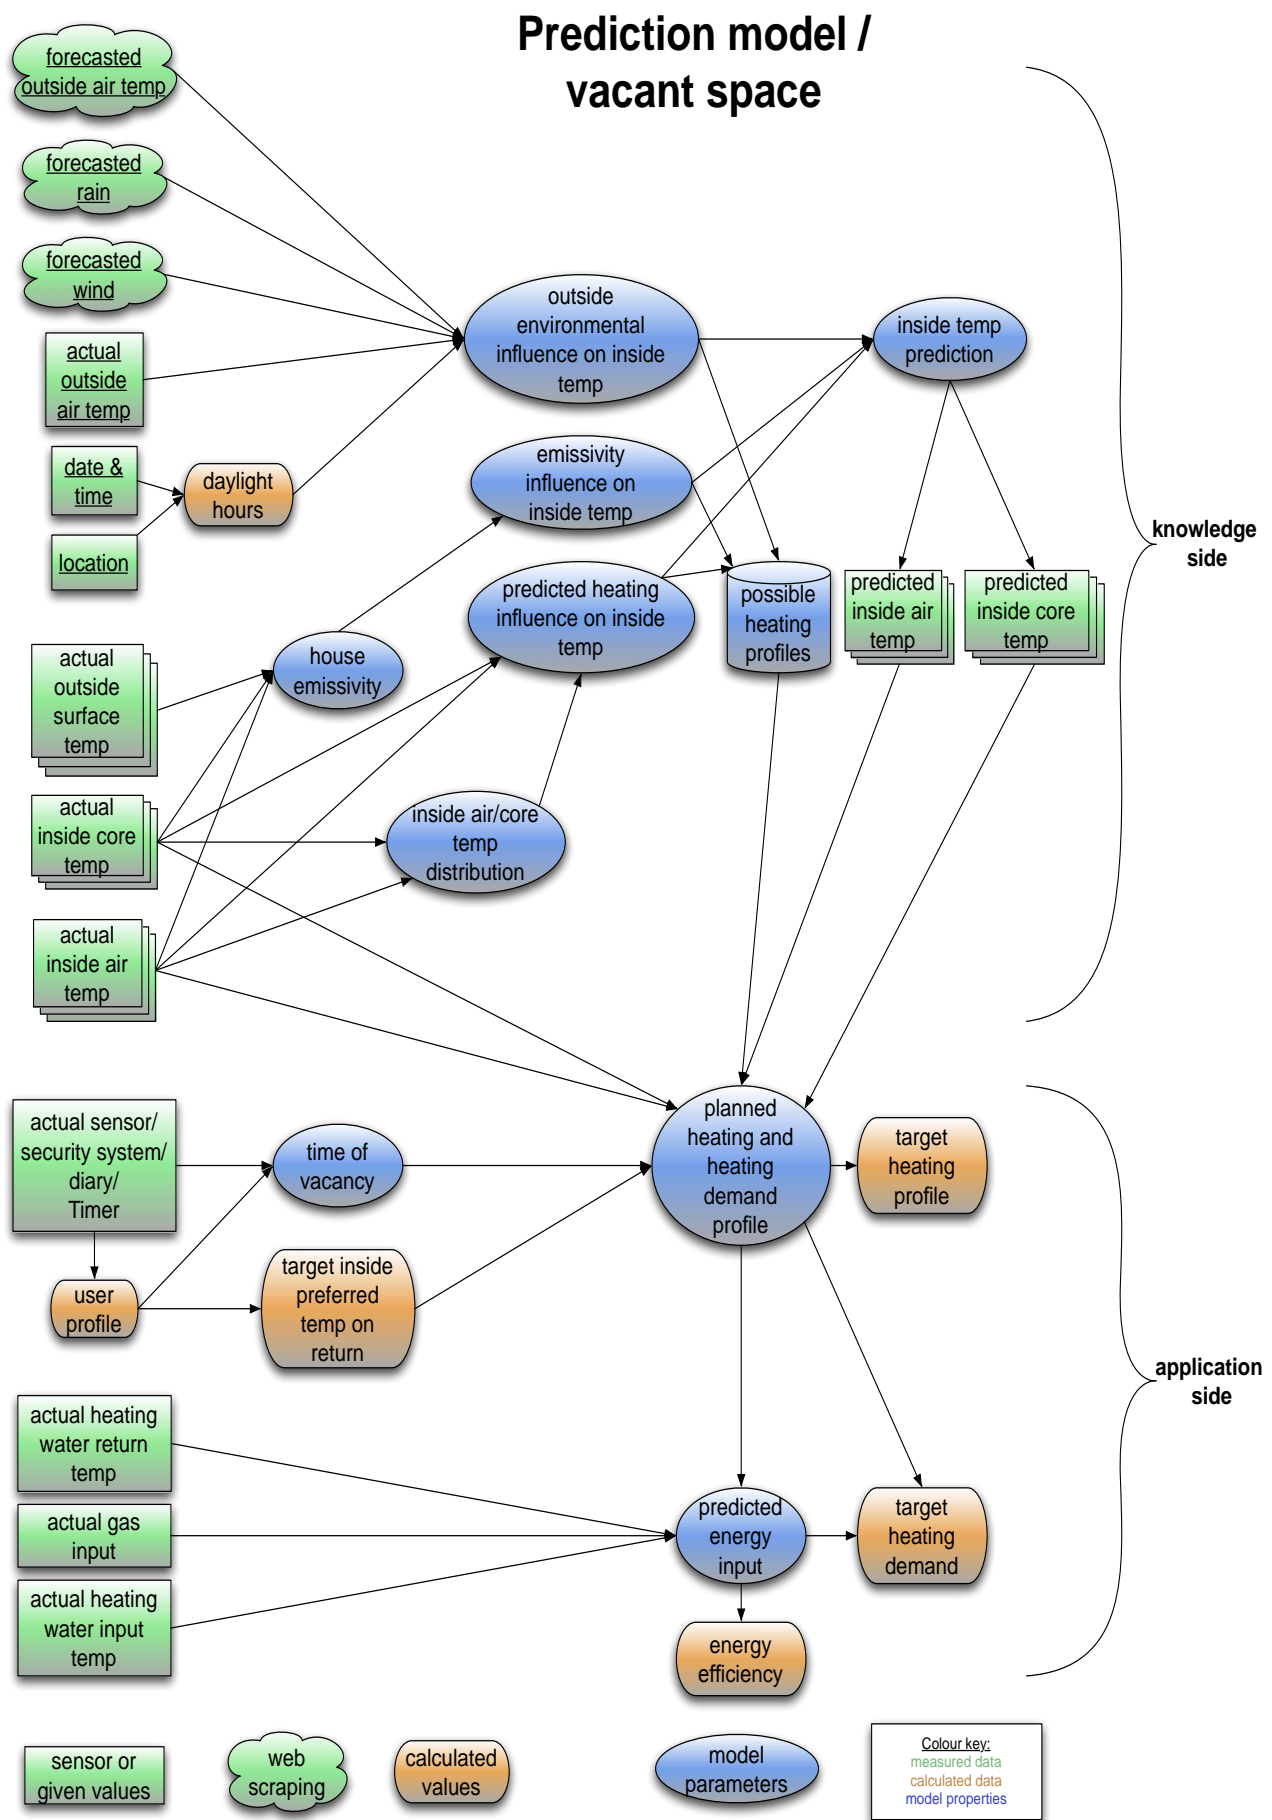 Prediction model /
vacant space
forecasted
outside air temp
forecasted
rain
forecasted
wind
actual
outside
air temp
date &
time
location
daylight
hours
outside
environmental
influence on inside
temp
inside temp
prediction
emissivity
influence on
inside temp
predicted heating
influence on inside
temp
possible
heating
profiles
predicted
inside air
temp
predicted
inside core
temp
knowledge
side
actual
outside
surface
temp
house
emissivity
actual
inside core
temp
inside air/core
temp
distribution
actual
inside air
temp
actual sensor/
security system/
diary/
Timer
time of
vacancy
planned
heating and
heating
demand
profile
target
heating
profile
user
profile
target inside
preferred
temp on
return
application
side
actual heating
water return
temp
actual gas
input
actual heating
water input
temp
predicted
energy
input
target
heating
demand
energy
efficiency
sensor or
given values
web
scraping
calculated
values
model
parameters
Colour key:
measured data
calculated data
model properties